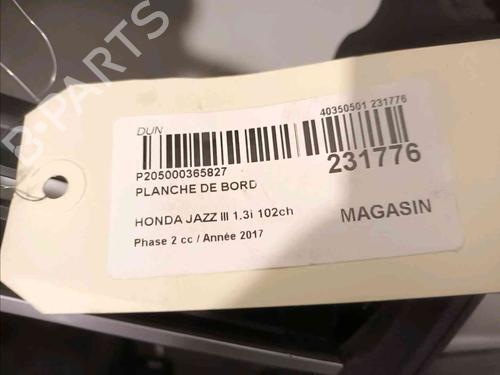 B-PARTS
DUN
40350501 231776
P205000365827
231776
PLANCHE DE BORD
HONDA JAZZ III 1.3i 102ch
MAGASIN
Phase 2 cc / Année 2017